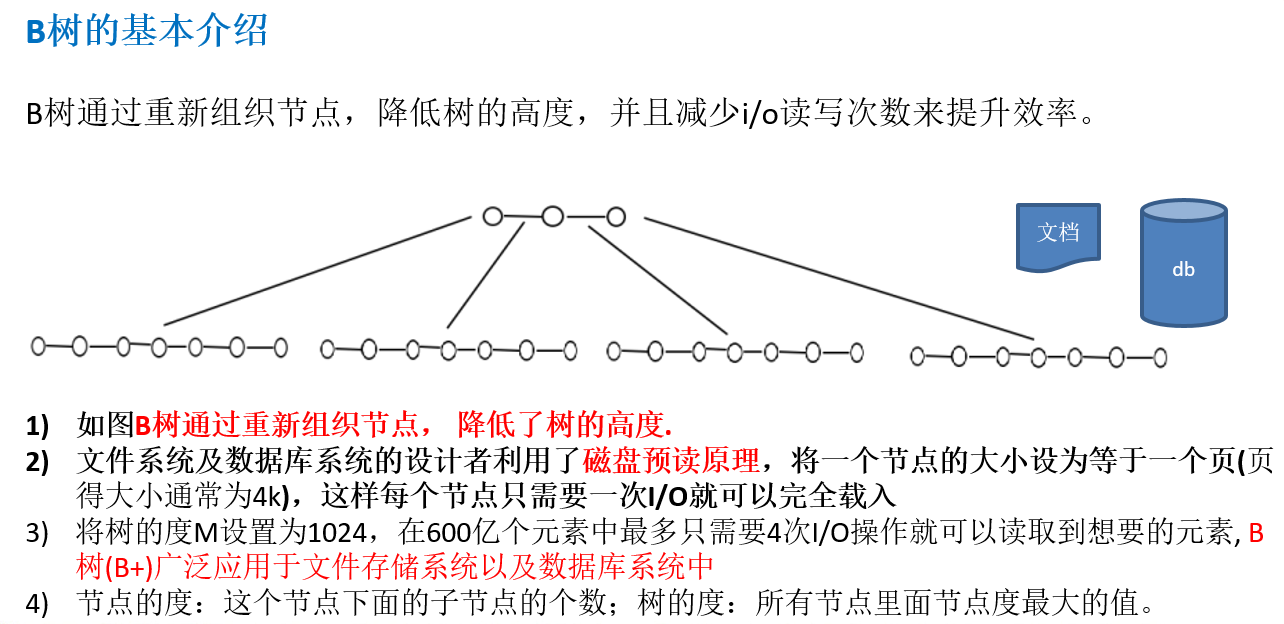 B树的基本介绍
B树通过重新组织节点，降低树的高度，并且减少i/o读写次数来提升效率。
文档
db
1) 如图B树通过重新组织节点， 降低了树的高度.
2) 文件系统及数据库系统的设计者利用了磁盘预读原理，将一个节点的大小设为等于一个页(页
得大小通常为4k)，这样每个节点只需要一次I/O就可以完全载入
3) 将树的度M设置为1024，在600亿个元素中最多只需要4次I/O操作就可以读取到想要的元素, B
树(B+)广泛应用于文件存储系统以及数据库系统中
4) 节点的度：这个节点下面的子节点的个数；树的度：所有节点里面节点度最大的值。